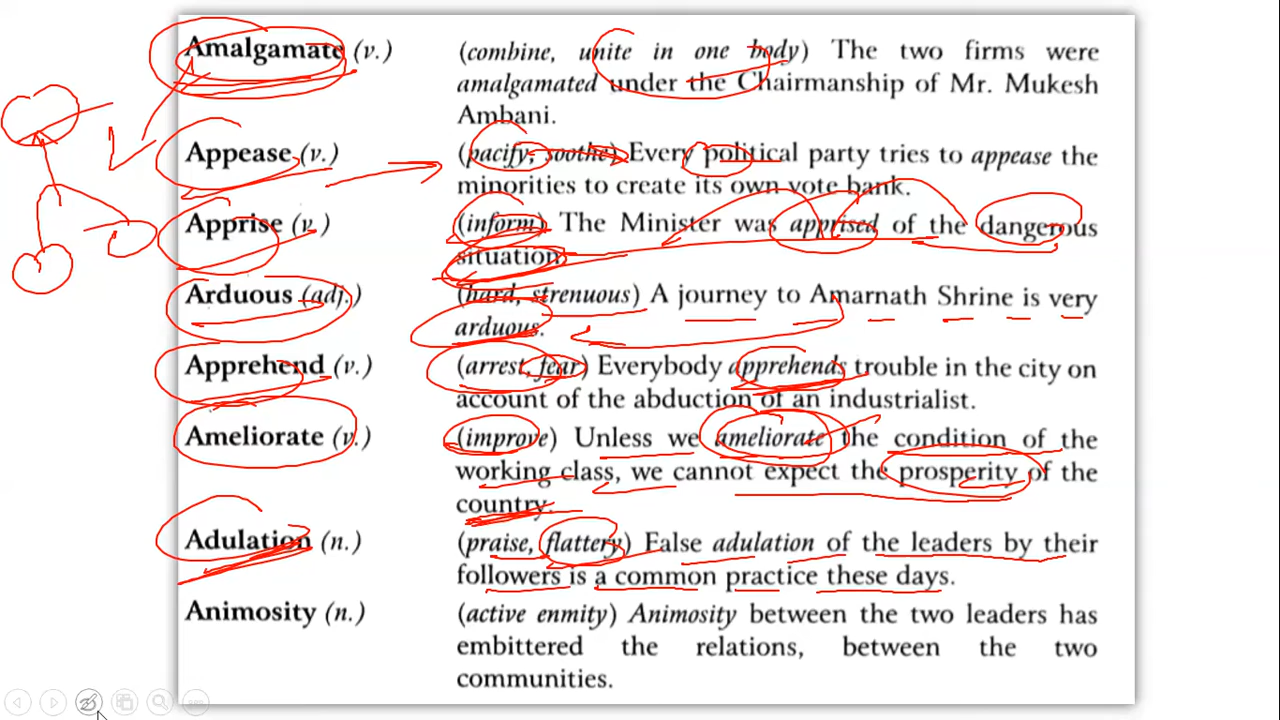 Amalgamate (v.) (combine, unite in one body) The two firms were
amalgamated under the Chairmanship of Mr. Mukesh
Ambani.
Appease (v.) (pacify, soothe) Every political party tries to appease the
minorities to create its own vote bank.
Apprise (v.) (inform) The Minister was apprised of the dangerous
situation.
Arduous (adj.) (hard, strenuous) A journey to Amarnath Shrine is very
arduous.
Apprehend (v.) (arrest, fear) Everybody apprehends trouble in the city on
account of the abduction of an industrialist.
Ameliorate (v.) (improve) Unless we ameliorate the condition of the
working class, we cannot expect the prosperity of the
country.
Adulation (n.) (praise, flattery) False adulation of the leaders by their
followers is a common practice these days.
Animosity (n.) (active enmity) Animosity between the two leaders has
embittered the relations, between the two
communities.